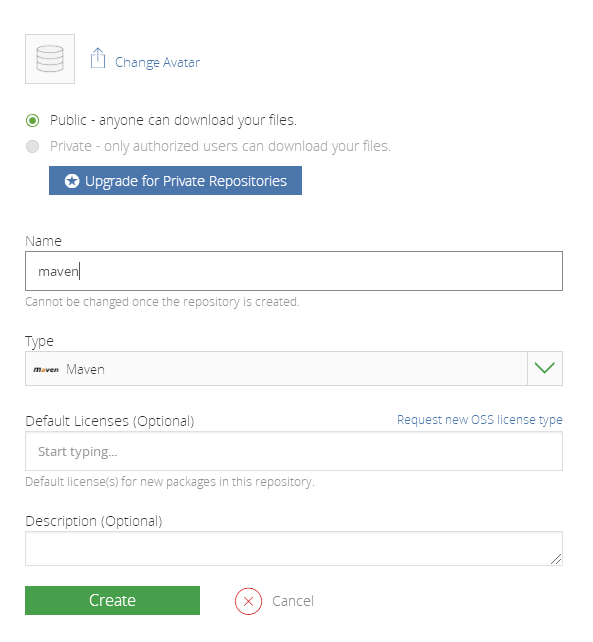 Change Avatar
Public - anyone can download your files.
Private - only authorized users can download your files.
Upgrade for Private Repositories
Name
maven
Cannot be changed once the repository is created.
Type
maven Maven
Default Licenses (Optional) Request new OSS license type
Start typing...
Default license(s) for new packages in this repository.
Description (Optional)
Create Cancel